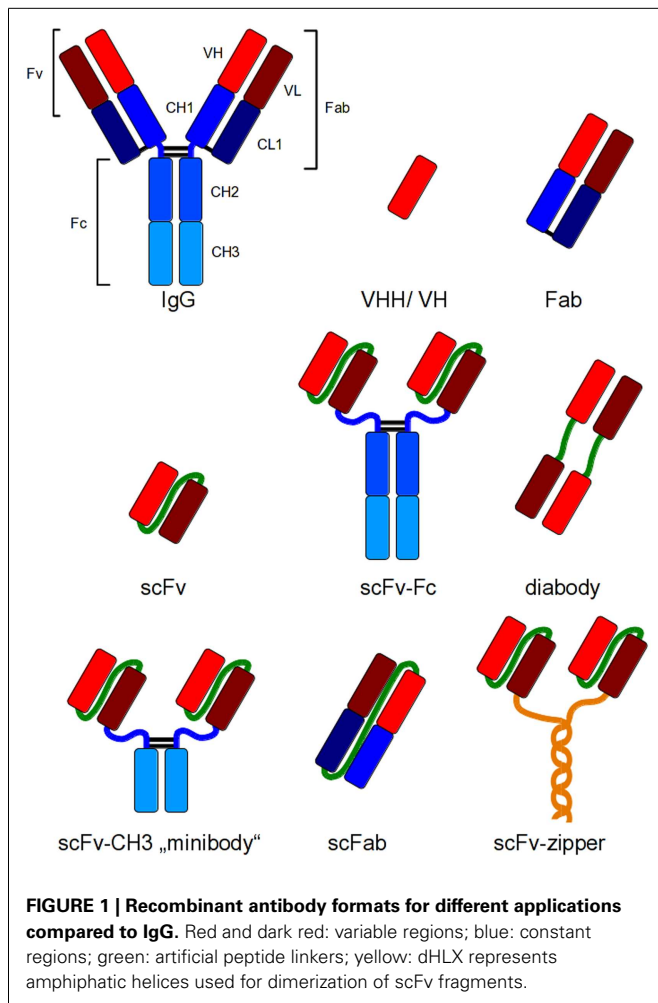 Fv
VH
VL
Fab
CH1
CL1
Fc
CH2
CH3
IgG
VHH/ VH
Fab
scFv
scFv-Fc
diabody
scFv-CH3 „minibody“
scFab
scFv-zipper
FIGURE 1 | Recombinant antibody formats for different applications
compared to IgG. Red and dark red: variable regions; blue: constant
regions; green: artificial peptide linkers; yellow: dHLX represents
amphiphatic helices used for dimerization of scFv fragments.